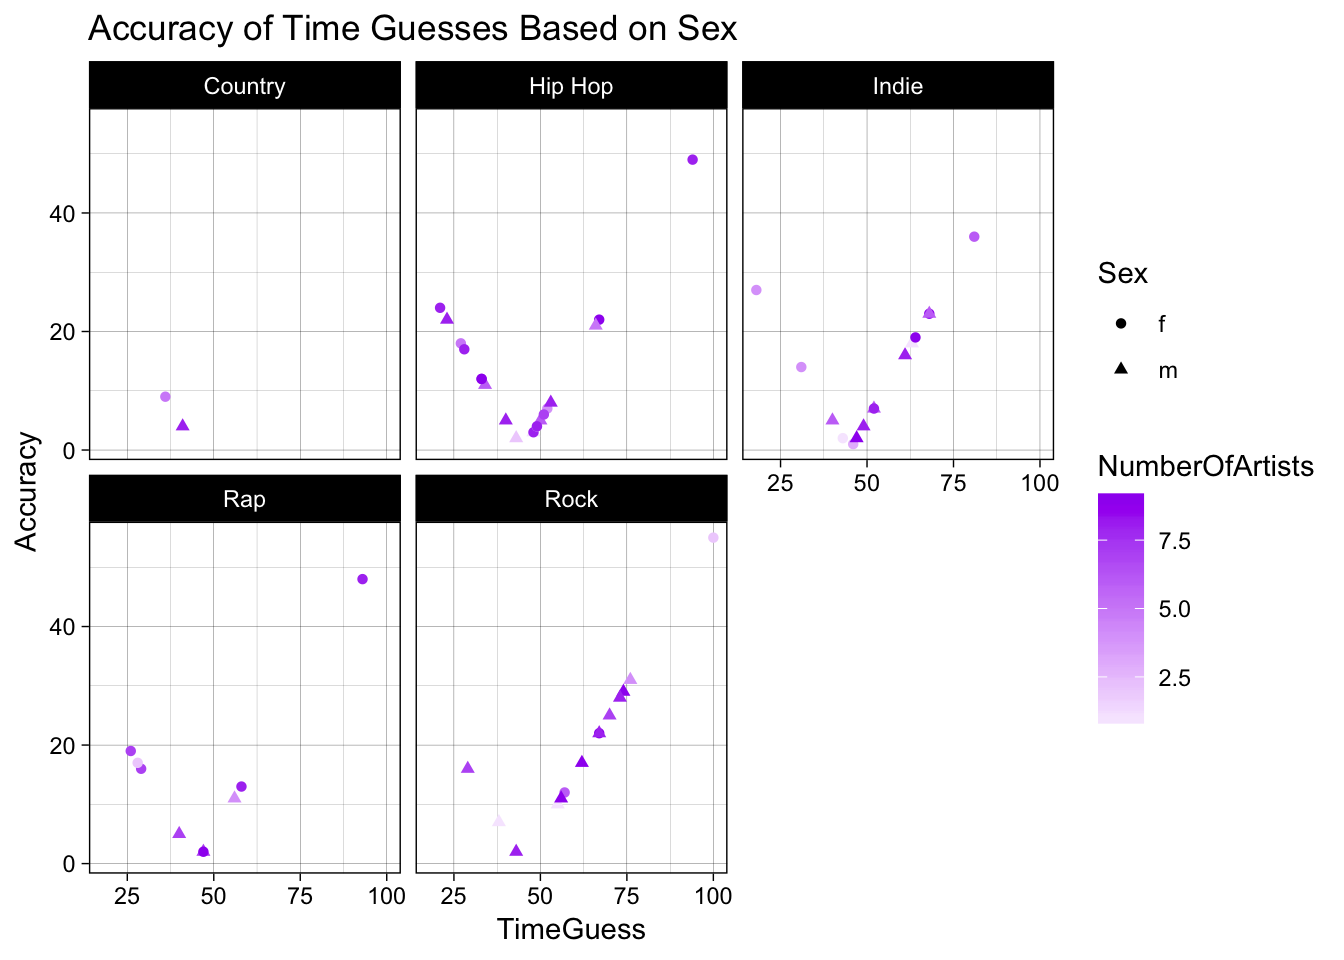 Accuracy of Time Guesses Based on Sex
Country
Hip Hop
Indie
40
20
0
25 50 75 100
Rap
Rock
40
20
0
25 50 75 100
25 50 75 100
Accuracy
TimeGuess
Sex
f
m
NumberOfArtists
7.5
5.0
2.5